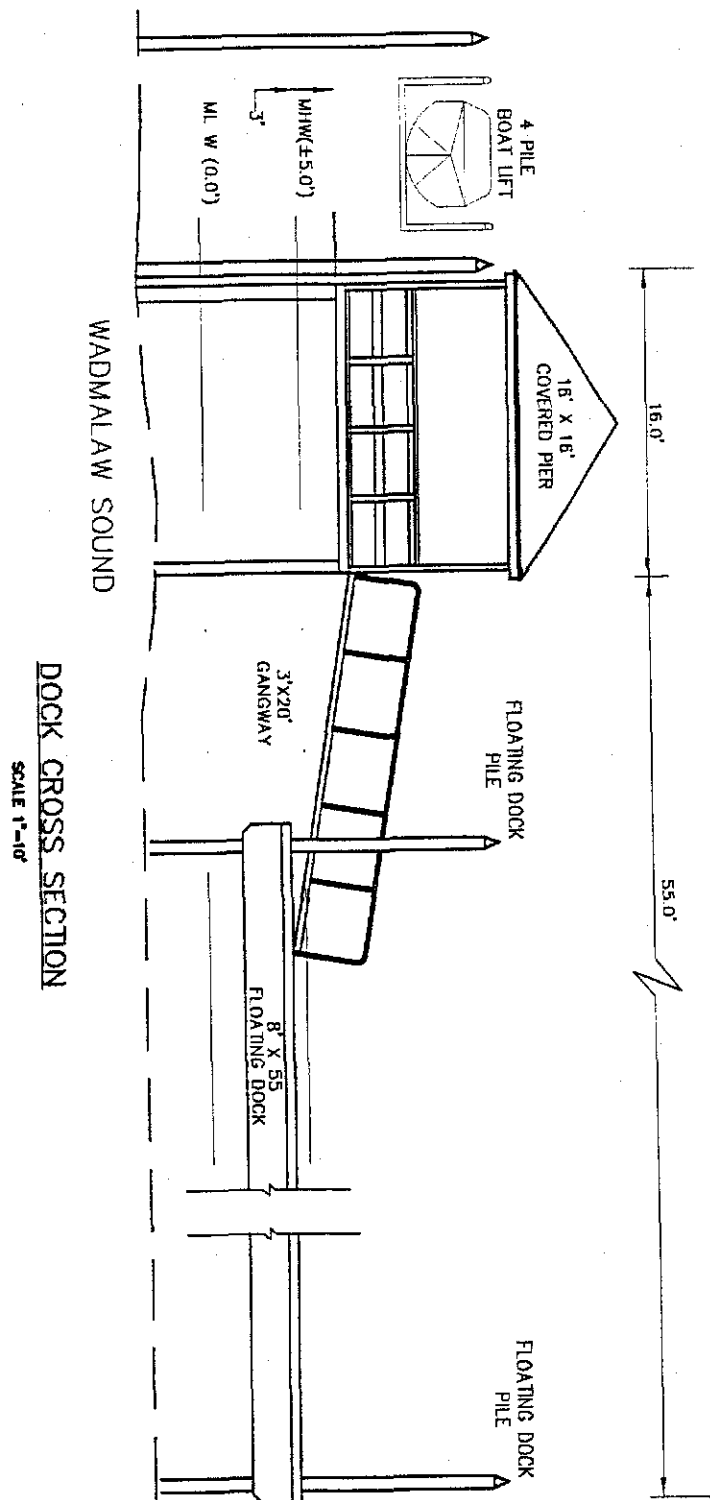 4 PILE
BOAT LIFT
16.0'
16' X 16'
COVERED PIER
55.0'
FLOATING DOCK
PILE
FLOATING DOCK
PILE
3'
MHW(±5.0')
ML W (0.0')
3'X20'
GANGWAY
8' X 55
FLOATING DOCK
WADMALAW SOUND
DOCK CROSS SECTION
SCALE 1"=10'